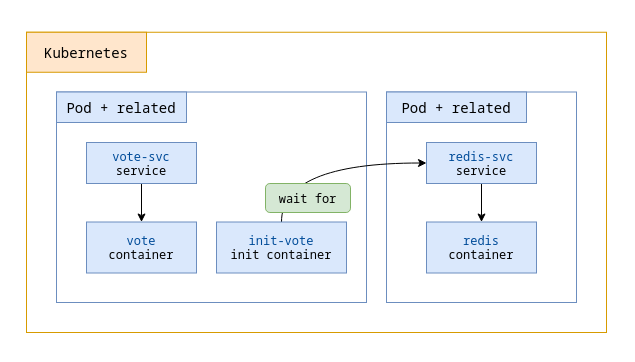 Kubernetes
Pod + related
vote-svc
service
vote
container
init-vote
init container
wait for
Pod + related
redis-svc
service
redis
container